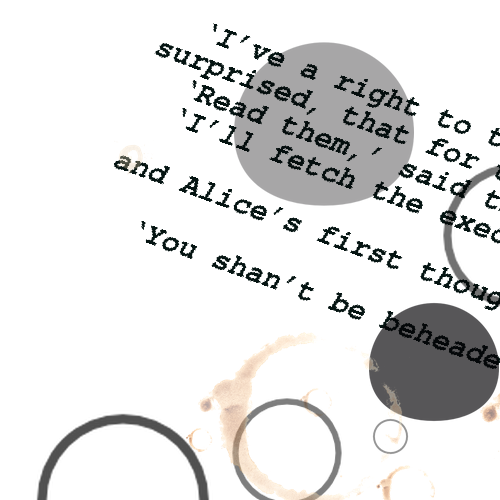 ‘I’ve a right to t
surprised, that for
‘Read them,’ said t
‘I’ll fetch the exec
and Alice’s first thoug
‘You shan’t be beheade